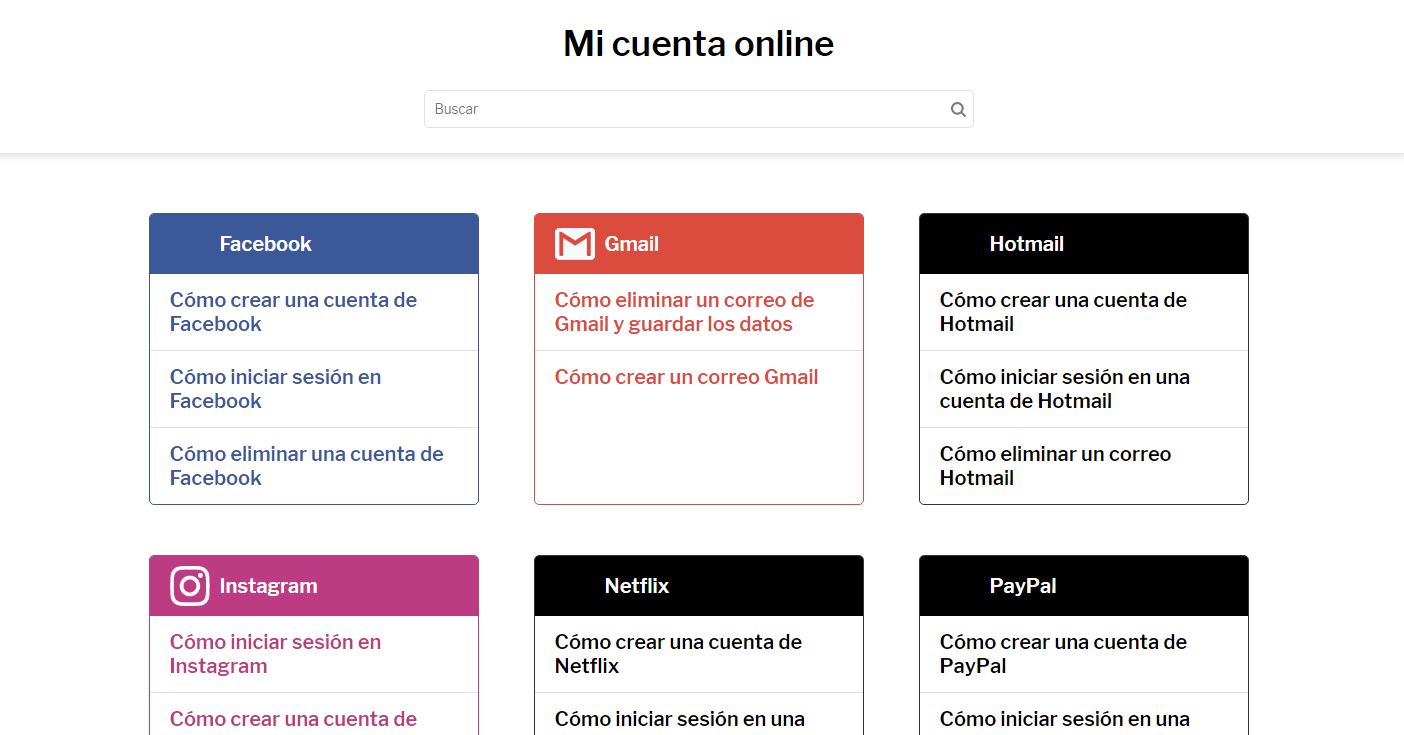 Mi cuenta online
Buscar
Facebook
Cómo crear una cuenta de
Facebook
Cómo iniciar sesión en
Facebook
Cómo eliminar una cuenta de
Facebook
Gmail
Cómo eliminar un correo de
Gmail y guardar los datos
Cómo crear un correo Gmail
Hotmail
Cómo crear una cuenta de
Hotmail
Cómo iniciar sesión en una
cuenta de Hotmail
Cómo eliminar un correo
Hotmail
Instagram
Cómo iniciar sesión en
Instagram
Cómo crear una cuenta de
Netflix
Cómo crear una cuenta de
Netflix
Cómo iniciar sesión en una
PayPal
Cómo crear una cuenta de
PayPal
Cómo iniciar sesión en una